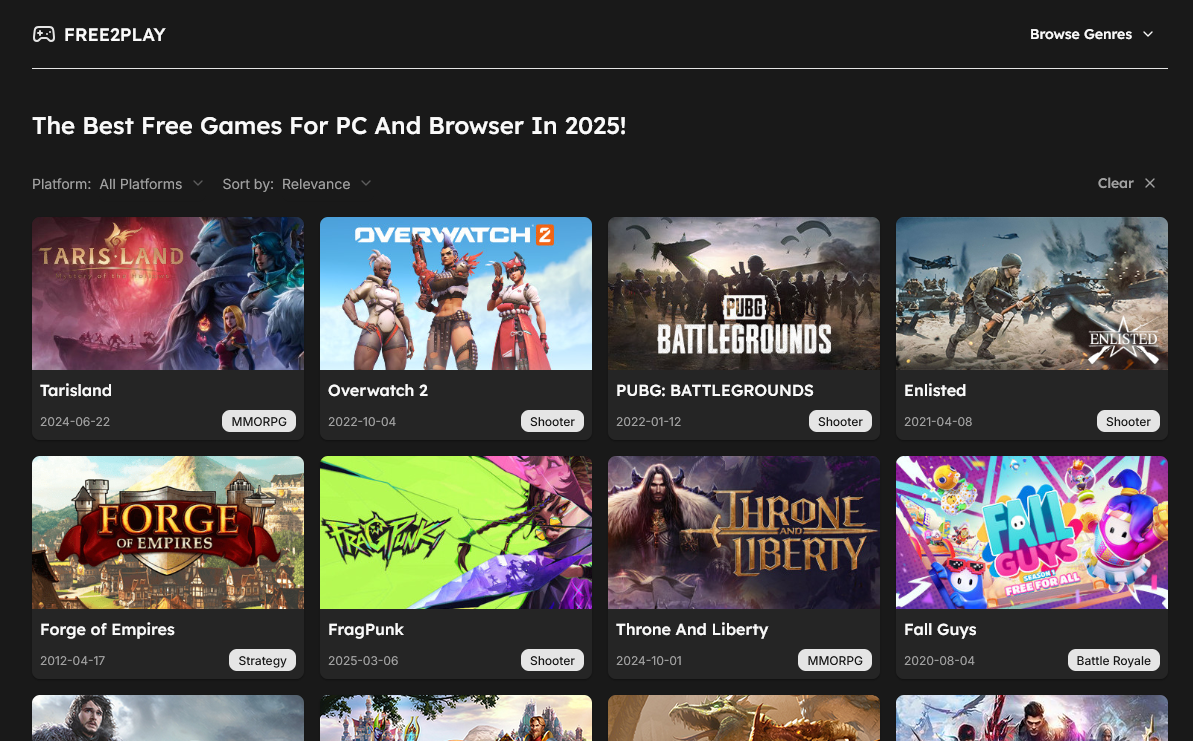 FREE2PLAY
Browse Genres
The Best Free Games For PC And Browser In 2025!
Platform: All Platforms
Sort by: Relevance
Clear
TARISLAND
OVERWATCH 2
PUBG
BATTLEGROUNDS
ENLISTED
Tarisland
2024-06-22
MMORPG
Overwatch 2
2022-10-04
Shooter
PUBG: BATTLEGROUNDS
2022-01-12
Shooter
Enlisted
2021-04-08
Shooter
FORGE
OF EMPIRES
FRAGPUNK
THRONE
AND
LIBERTY
FALL
GUYS
SEASON 1
FREE FOR ALL
Forge of Empires
2012-04-17
Strategy
FragPunk
2025-03-06
Shooter
Throne And Liberty
2024-10-01
MMORPG
Fall Guys
2020-08-04
Battle Royale